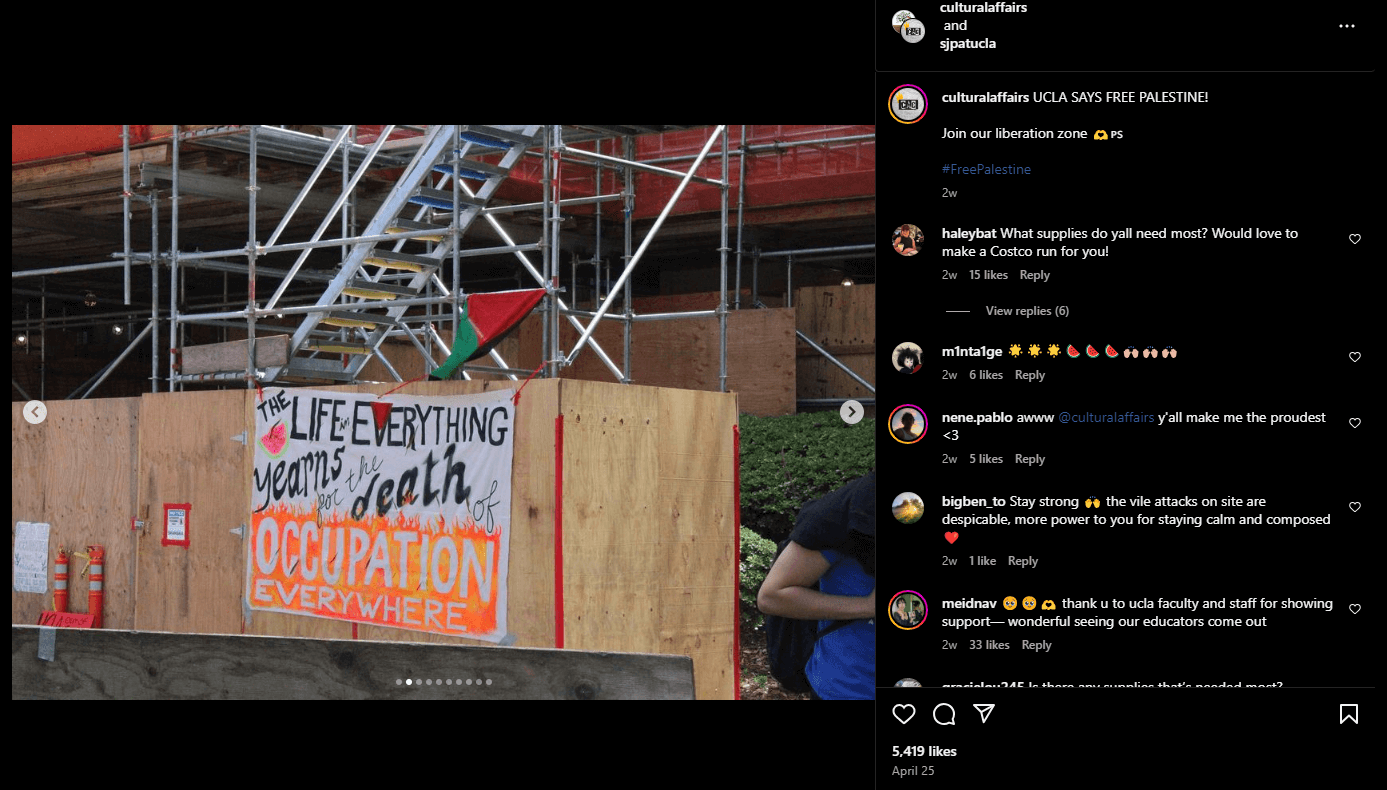 culturalaffairs
and
sjpatucla
culturalaffairs UCLA SAYS FREE PALESTINE!
Join our liberation zone 🫶🇵🇸
#FreePalestine
2w
haleybat What supplies do yall need most? Would love to
make a Costco run for you!
2w 15 likes Reply
View replies (6)
m1nta1ge 🌟🌟🌟🍉🍉🍉🙌🏼🙌🏼🙌🏼
2w 6 likes Reply
nene.pablo awww @culturalaffairs y'all make me the proudest
<3
2w 5 likes Reply
bigben_to Stay strong 🙌 the vile attacks on site are
despicable, more power to you for staying calm and composed
❤️
2w 1 like Reply
meidnav 🥹🥹🫶 thank u to ucla faculty and staff for showing
support— wonderful seeing our educators come out
2w 33 likes Reply
gracielou245 Is there any supplies that's needed most?
5,419 likes
April 25
THE
LIFE AND EVERYTHING
yearns for the
death of
OCCUPATION
EVERYWHERE